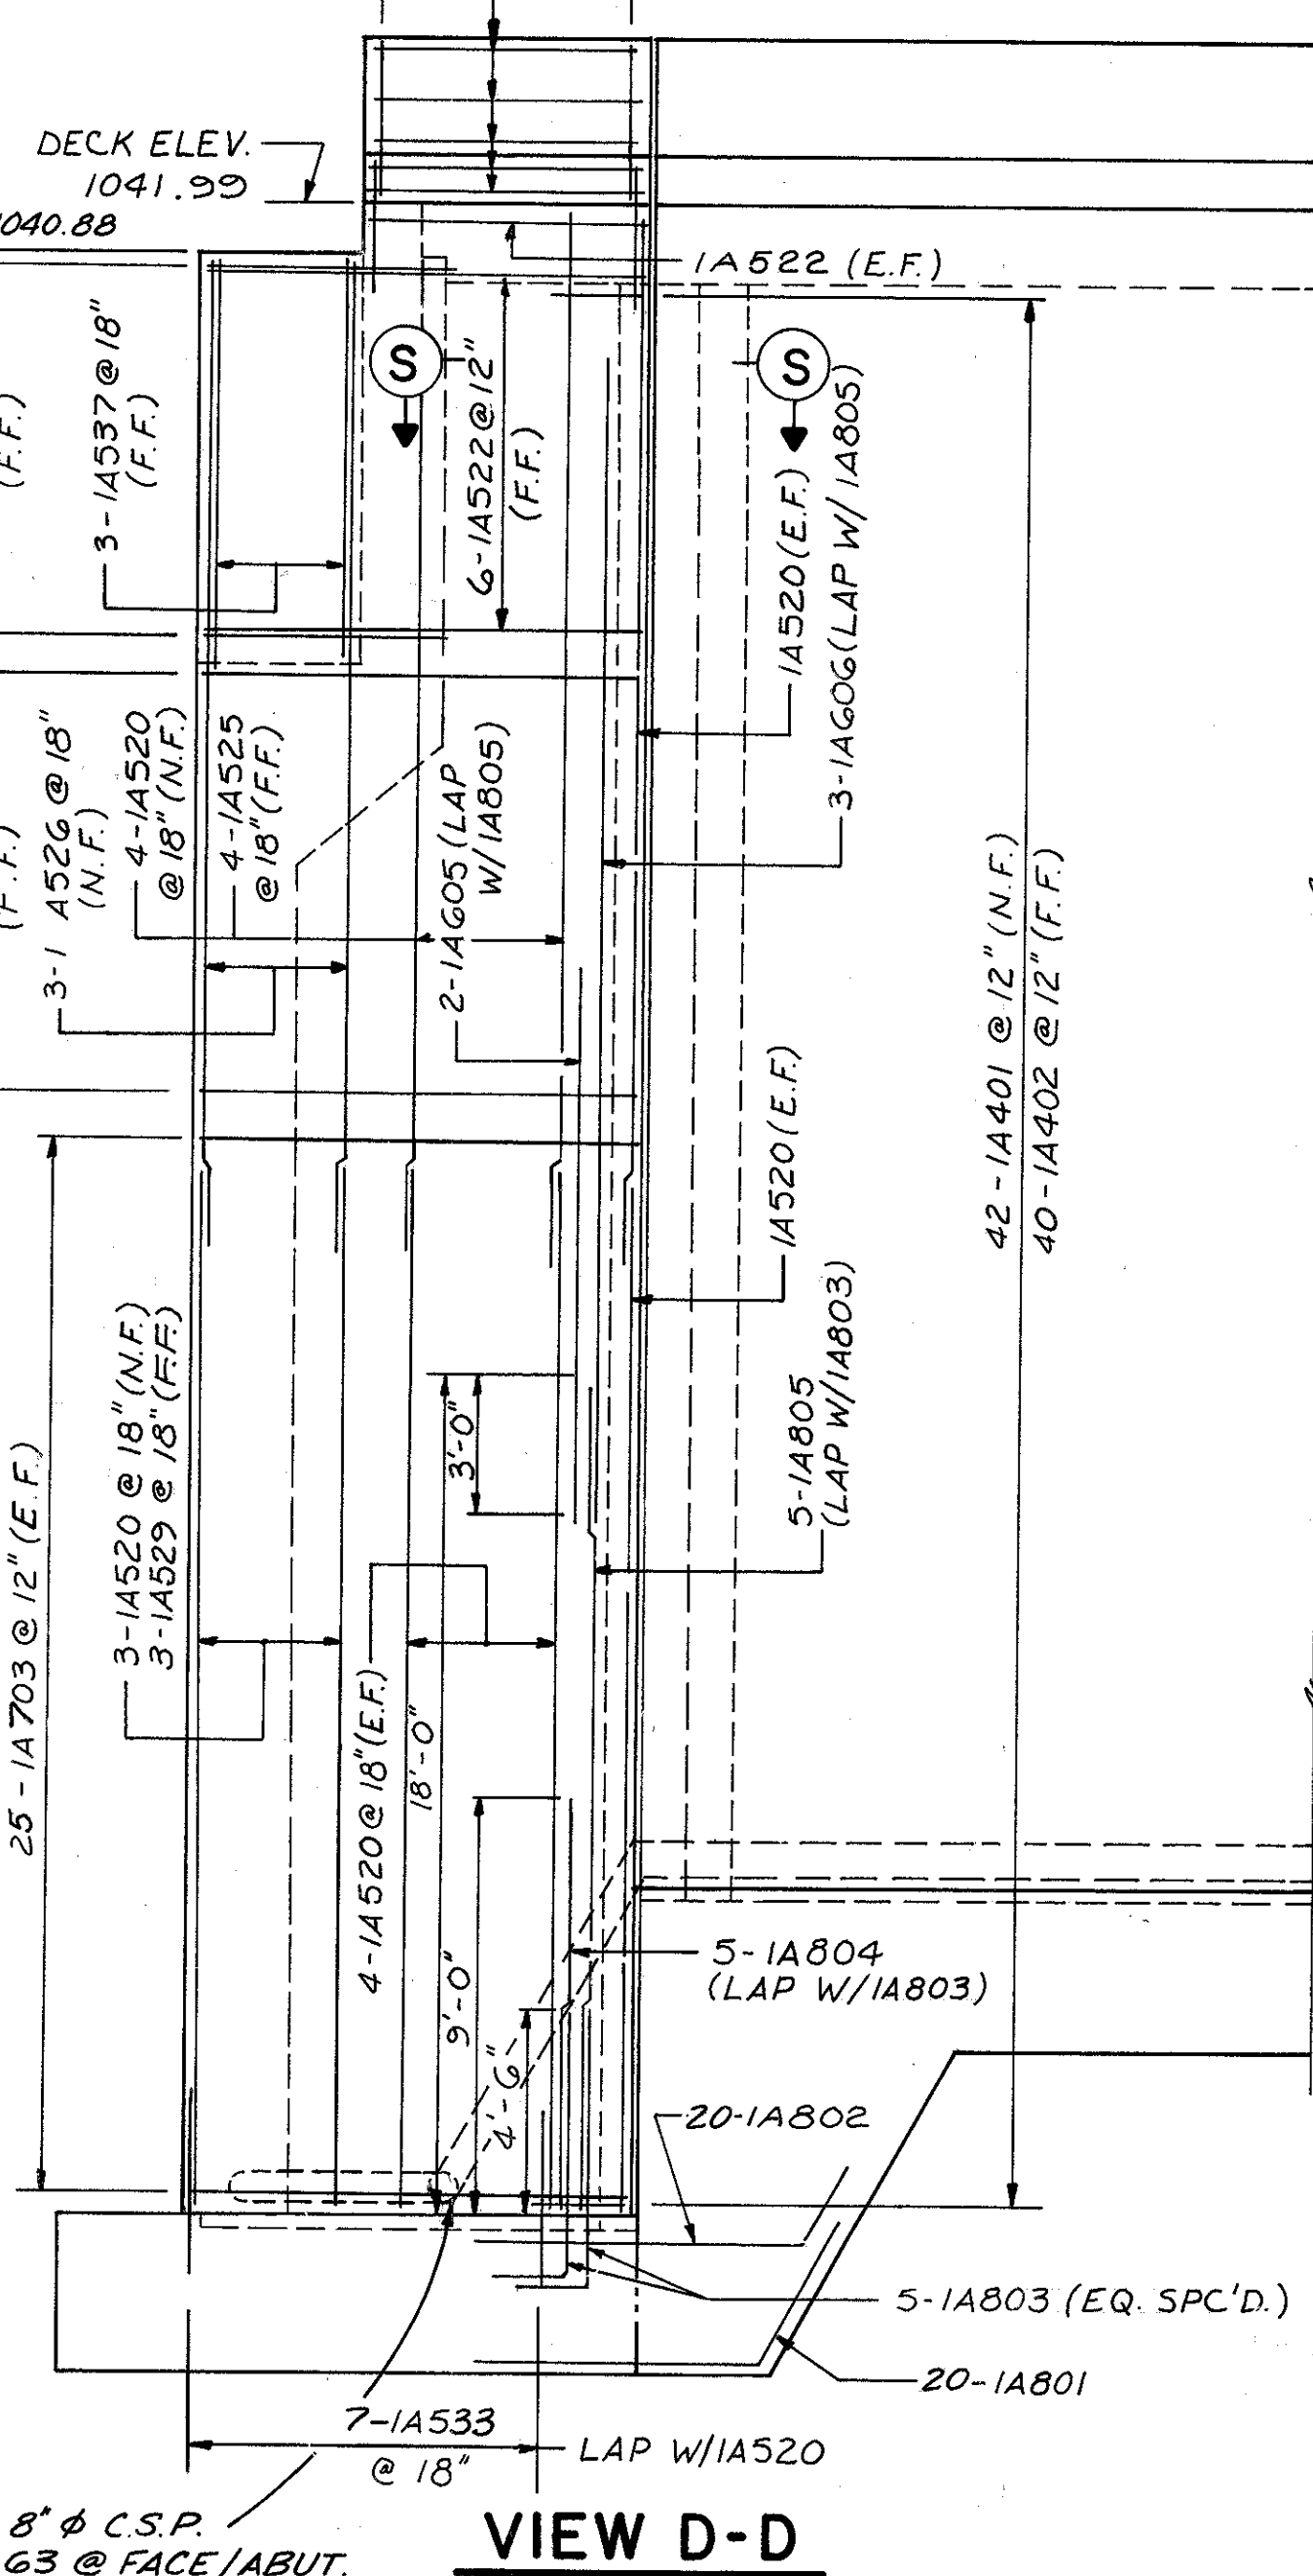 DECK ELEV.
1041.99
1040.88
1A522 (E.F.)
(F.F.)
3-1A537 @ 18"
(F.F.)
S
6-1A522 @ 12"
(F.F.)
S
1A520 (E.F.)
3-1A606 (LAP W/ 1A805)
(F.F.)
3-1 A526 @ 18"
(N.F.)
4-1A520
@ 18" (N.F.)
4-1A525
@ 18" (F.F.)
2-1A605 (LAP
W/1A805)
42-1A401 @ 12" (N.F.)
40-1A402 @ 12" (F.F.)
1A520 (E.F.)
25-1A703 @ 12" (E.F.)
3-1A520 @ 18" (N.F.)
3-1A529 @ 18" (F.F.)
3'-0"
5-1A805
(LAP W/1A803)
4-1A520 @ 18" (E.F.)
18'-0"
9'-0"
4'-6"
5-1A804
(LAP W/1A803)
20-1A802
5-1A803 (EQ. SPC'D.)
20-1A801
7-1A533
@ 18"
LAP W/1A520
8" ϕ C.S.P.
63 @ FACE/ABUT.
VIEW D-D